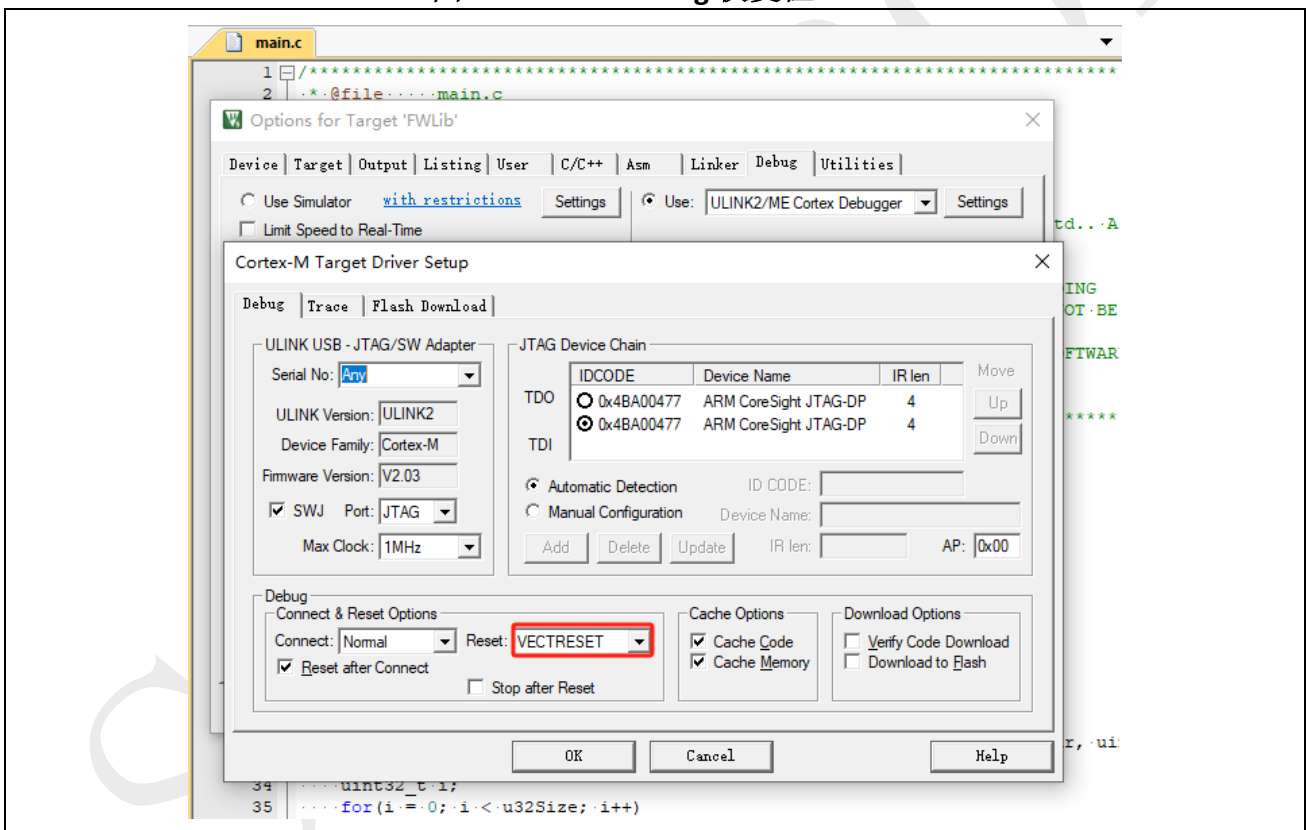 main.c
1 /******************************************************************************
2 * @file main.c
Options for Target 'FWLib'
Device Target Output Listing User C/C++ Asm Linker Debug Utilities
Use Simulator with restrictions Settings Use: ULINK2/ME Cortex Debugger Settings
Limit Speed to Real-Time
td.. A
Cortex-M Target Driver Setup
ING
Debug Trace Flash Download
OT BE
ULINK USB - JTAG/SW Adapter
JTAG Device Chain
FTWAR
Serial No: Any
IDCODE Device Name IR len Move
TDO 0x4BA00477 ARM CoreSight JTAG-DP 4 Up
ULINK Version: ULINK2
*****
TDI 0x4BA00477 ARM CoreSight JTAG-DP 4 Down
Device Family: Cortex-M
Firmware Version: V2.03
Automatic Detection ID CODE:
SWJ Port: JTAG
Manual Configuration Device Name:
Max Clock: 1MHz
Add Delete Update IR len: AP: 0x00
Debug
Connect & Reset Options
Cache Options
Download Options
Connect: Normal Reset: VECTRESET
Cache Code
Verify Code Download
Reset after Connect
Cache Memory
Download to Flash
Stop after Reset
OK Cancel Help
r, ui
34 uint32_t i;
35 for(i = 0; i < u32Size; i++)